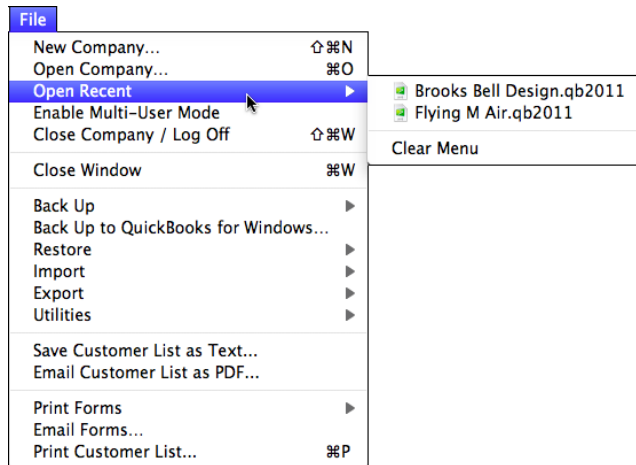 File
New Company... ⇧⌘N
Open Company... ⌘O
Open Recent ▶
Brooks Bell Design.qb2011
Flying M Air.qb2011
Clear Menu
Enable Multi-User Mode
Close Company / Log Off ⇧⌘W
Close Window ⌘W
Back Up ▶
Back Up to QuickBooks for Windows...
Restore ▶
Import ▶
Export ▶
Utilities ▶
Save Customer List as Text...
Email Customer List as PDF...
Print Forms ▶
Email Forms...
Print Customer List... ⌘P